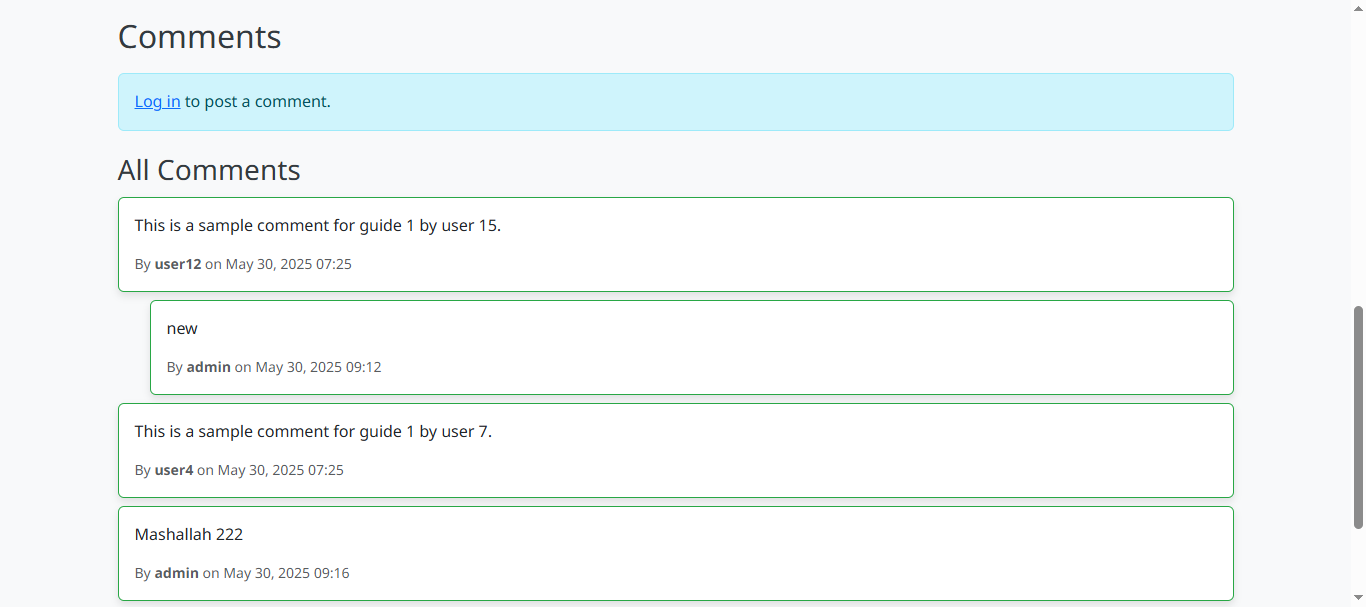 Comments
Log in to post a comment.
All Comments
This is a sample comment for guide 1 by user 15.
By user12 on May 30, 2025 07:25
new
By admin on May 30, 2025 09:12
This is a sample comment for guide 1 by user 7.
By user4 on May 30, 2025 07:25
Mashallah 222
By admin on May 30, 2025 09:16